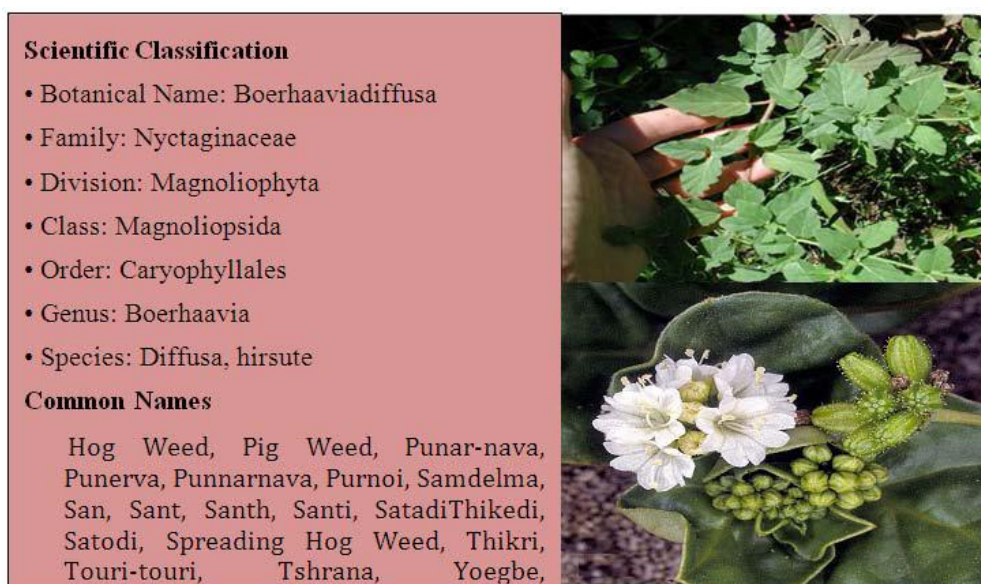 Scientific Classification
• Botanical Name: Boerhaaviadiffusa
• Family: Nyctaginaceae
• Division: Magnoliophyta
• Class: Magnoliopsida
• Order: Caryophyllales
• Genus: Boerhaavia
• Species: Diffusa, hirsute
Common Names
Hog Weed, Pig Weed, Punar-nava,
Punerva, Punnarnava, Purnoi, Samdelma,
San, Sant, Santh, Santi, SatadiThikedi,
Satodi, Spreading Hog Weed, Thikri,
Touri-touri, Tshrana, Yoegbe,